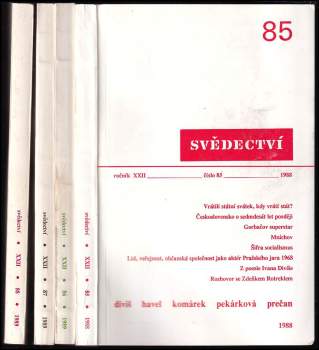 85
SVĚDECTVÍ
ročník XXII číslo 85 1988
Vrátili státní svátek, kdy vrátí stát?
Československo o sedmdesát let později
Gorbačov superstar
Mnichov
Šifra socialismus
Lid, veřejnost, občanská společnost jako aktér Pražského jara 1968
Z poesie Ivana Diviše
Rozhovor se Zdeňkem Rotreklem
diviš havel komárek pekárková prečan
1988
svědectví • XXII • 88 • 1989
svědectví • XXII • 87 • 1989
svědectví • XXII • 86 • 1989
svědectví • XXII • 85 • 1988